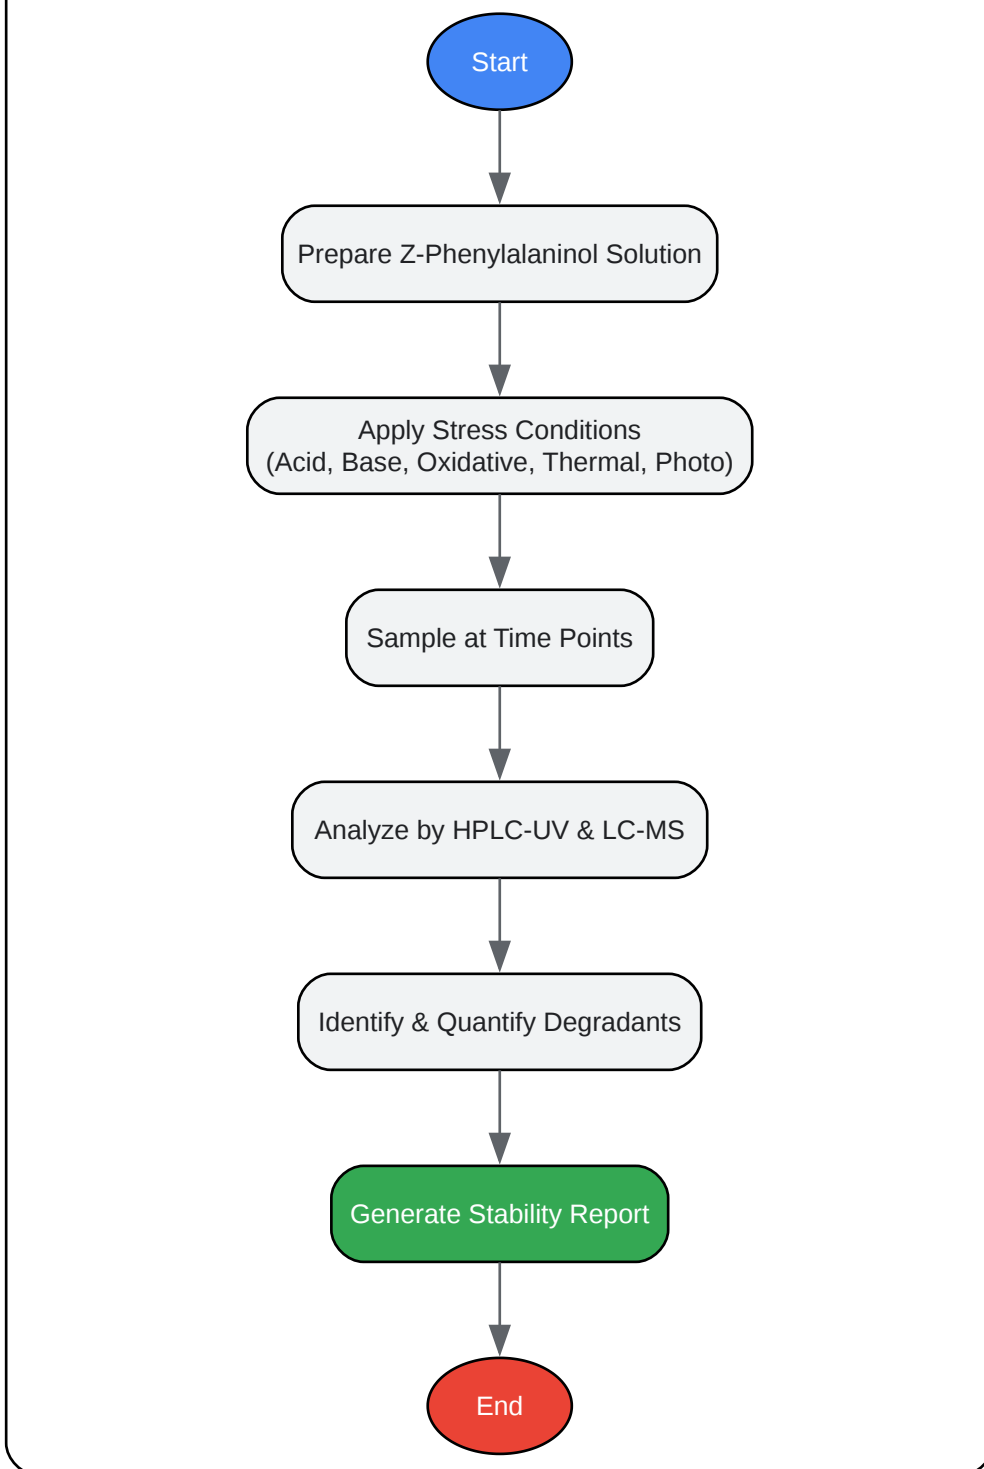 Start
Prepare Z-Phenylalaninol Solution
Apply Stress Conditions
(Acid, Base, Oxidative, Thermal, Photo)
Sample at Time Points
Analyze by HPLC-UV & LC-MS
Identify & Quantify Degradants
Generate Stability Report
End